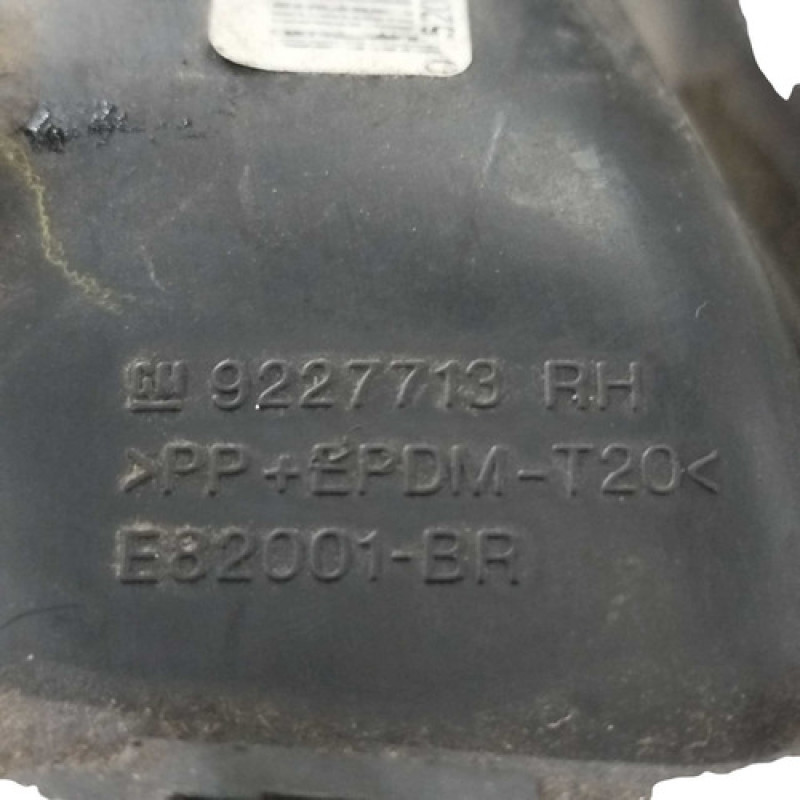 GM 9227713 RH
>PP+EPDM-T20<
E82001-BR